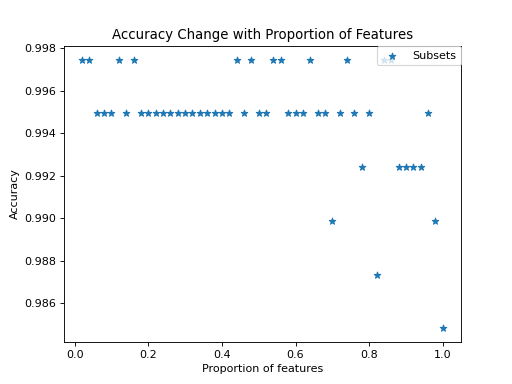 Accuracy Change with Proportion of Features
Subsets
0.998
0.996
0.994
0.992
0.990
0.988
0.986
Accuracy
0.0 0.2 0.4 0.6 0.8 1.0
Proportion of features